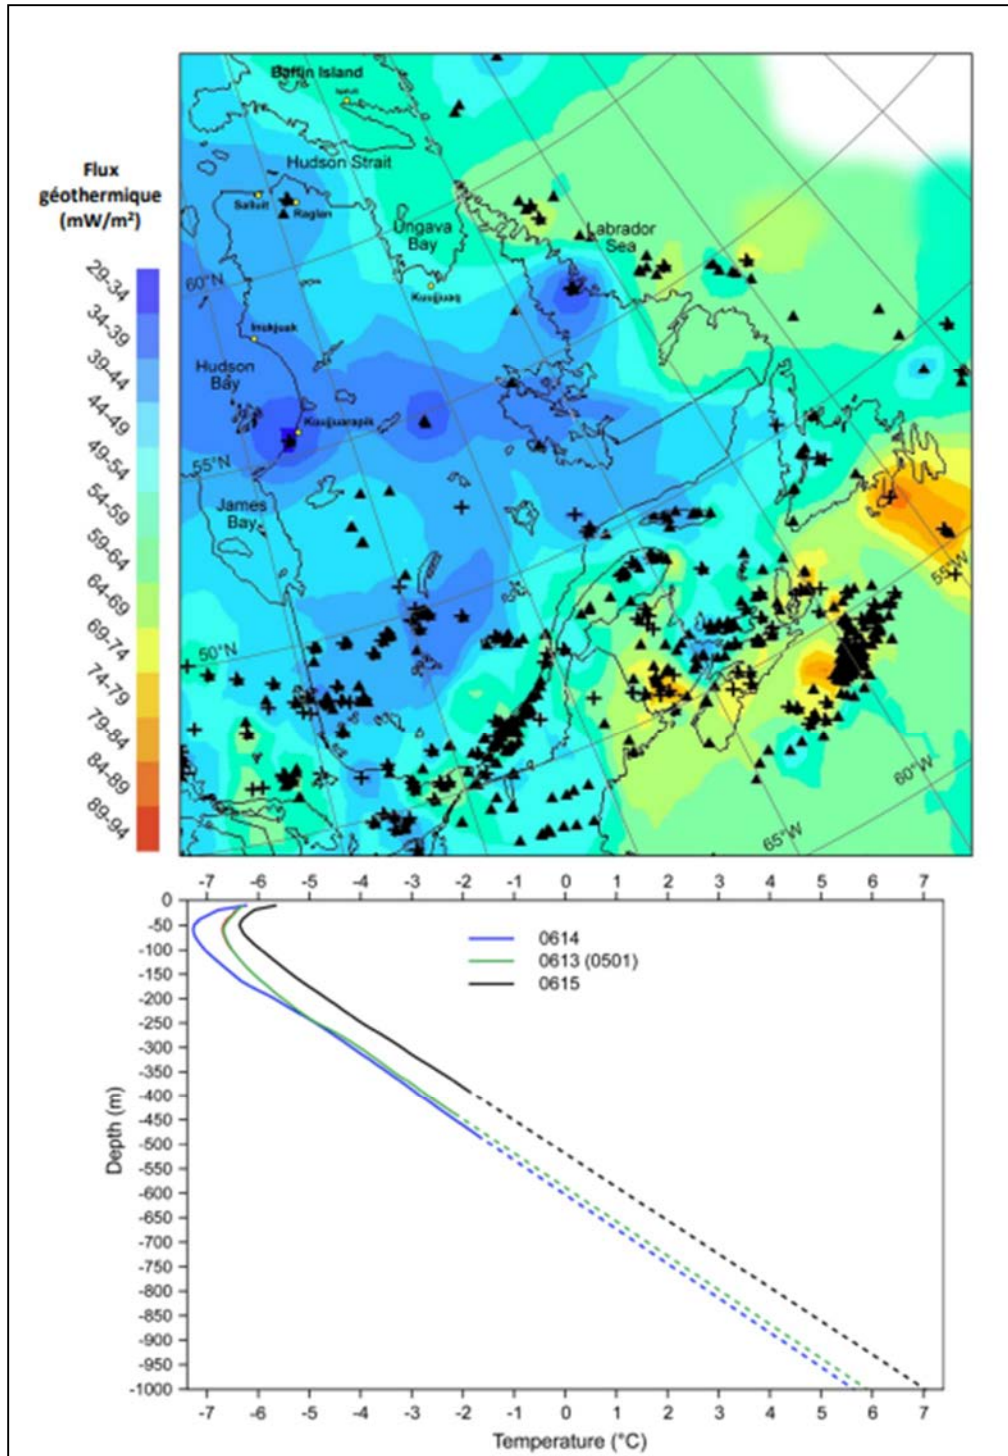 Baffin Island
Iqaluit
Hudson Strait
Flux
géothermique
(mW/m²)
Salluit
Raglan
Ungava
Bay
Labrador
Sea
Kuujjuaq
60°N
29-34
34-39
39-44
44-49
49-54
54-59
59-64
64-69
69-74
74-79
79-84
84-89
89-94
Inukjuak
Hudson
Bay
Kuujjuarapik
55°N
James
Bay
50°N
55°W
60°W
65°W
-7 -6 -5 -4 -3 -2 -1 0 1 2 3 4 5 6 7
0
-50
-100
-150
-200
-250
-300
-350
-400
-450
-500
-550
-600
-650
-700
-750
-800
-850
-900
-950
-1000
Depth (m)
0614
0613 (0501)
0615
-7 -6 -5 -4 -3 -2 -1 0 1 2 3 4 5 6 7
Temperature (°C)